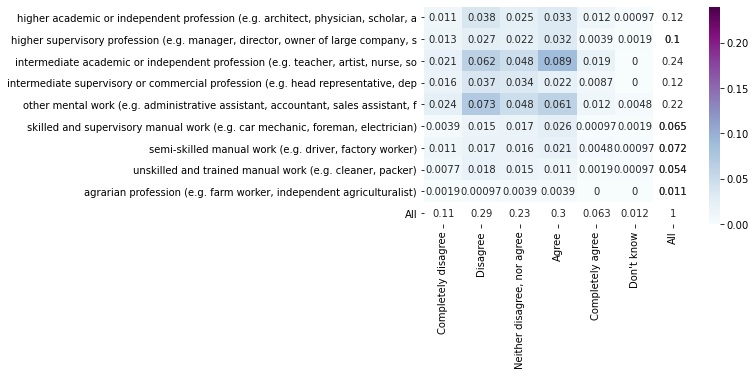 higher academic or independent profession (e.g. architect, physician, scholar, a 0.011 0.038 0.025 0.033 0.012 0.00097 0.12
higher supervisory profession (e.g. manager, director, owner of large company, s 0.013 0.027 0.022 0.032 0.0039 0.0019 0.1
intermediate academic or independent profession (e.g. teacher, artist, nurse, so 0.021 0.062 0.048 0.089 0.019 0 0.24
intermediate supervisory or commercial profession (e.g. head representative, dep 0.016 0.037 0.034 0.022 0.0087 0 0.12
other mental work (e.g. administrative assistant, accountant, sales assistant, f 0.024 0.073 0.048 0.061 0.012 0.0048 0.22
skilled and supervisory manual work (e.g. car mechanic, foreman, electrician) 0.0039 0.015 0.017 0.026 0.00097 0.0019 0.065
semi-skilled manual work (e.g. driver, factory worker) 0.011 0.017 0.016 0.021 0.0048 0.00097 0.072
unskilled and trained manual work (e.g. cleaner, packer) 0.0077 0.018 0.015 0.011 0.0019 0.00097 0.054
agrarian profession (e.g. farm worker, independent agriculturalist) 0.0019 0.00097 0.0039 0.0039 0 0 0.011
All 0.11 0.29 0.23 0.3 0.063 0.012 1
Completely disagree
Disagree
Neither disagree, nor agree
Agree
Completely agree
Don't know
All
0.20
0.15
0.10
0.05
0.00